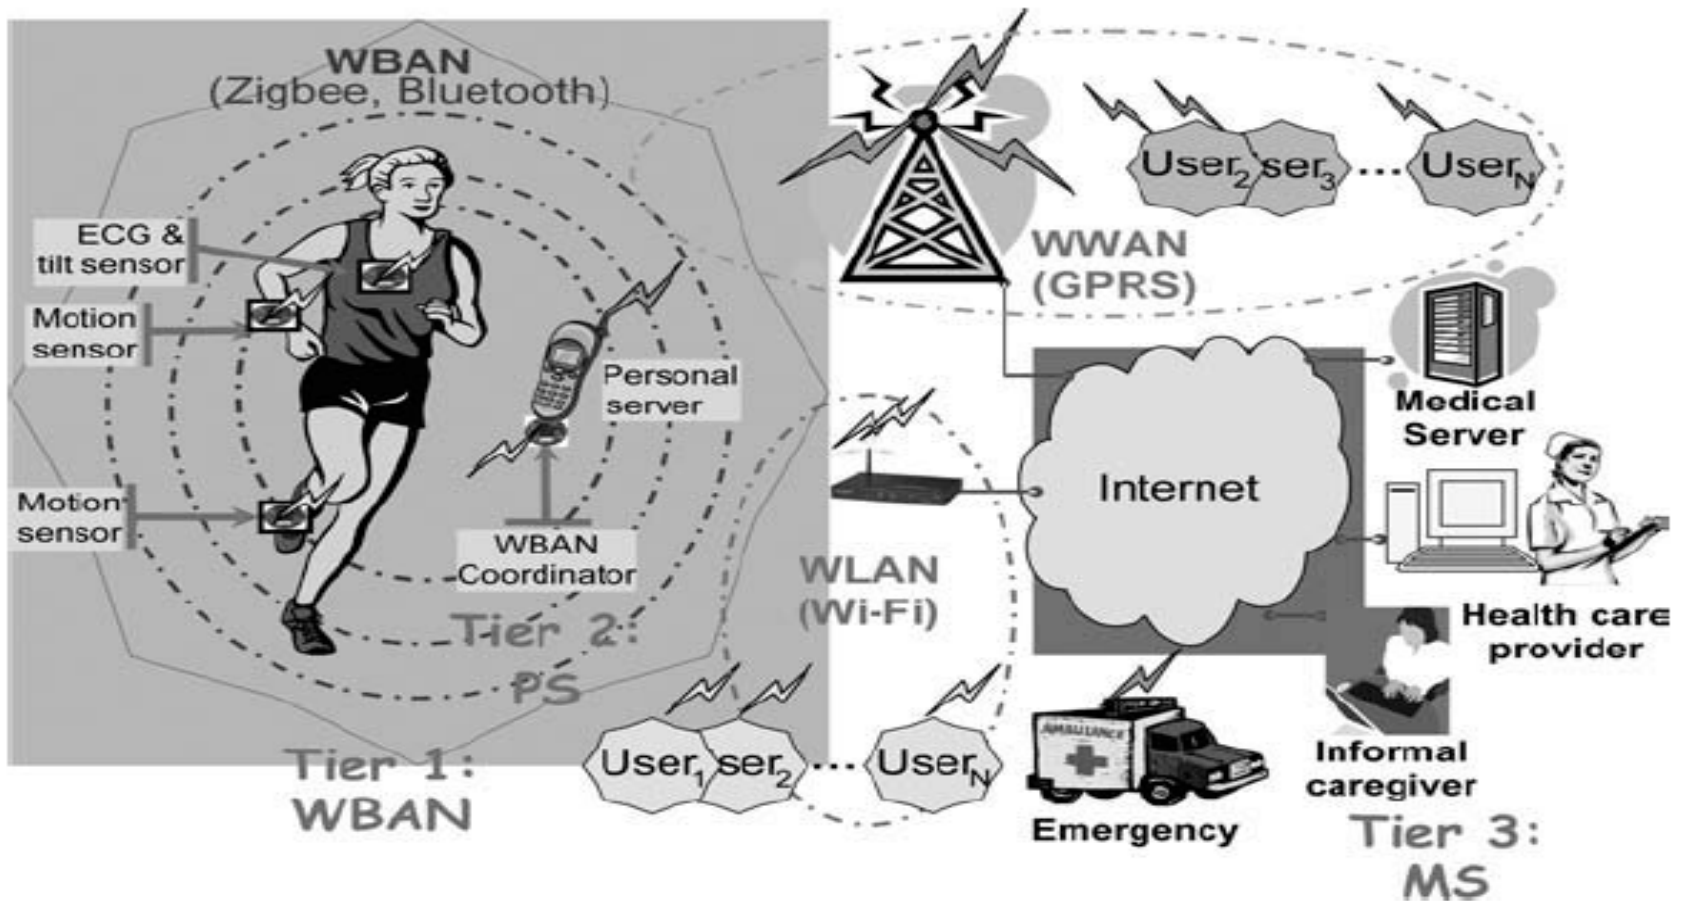 WBAN
(Zigbee, Bluetooth)
ECG &
tilt sensor
Motion
sensor
Motion
sensor
Personal
server
WBAN
Coordinator
Tier 2:
PS
Tier 1:
WBAN
User2 ser3 ... UserN
WWAN
(GPRS)
Medical
Server
Internet
WLAN
(Wi-Fi)
Health care
provider
User1 ser2 ... UserN
AMBULANCE
Emergency
Informal
caregiver
Tier 3:
MS